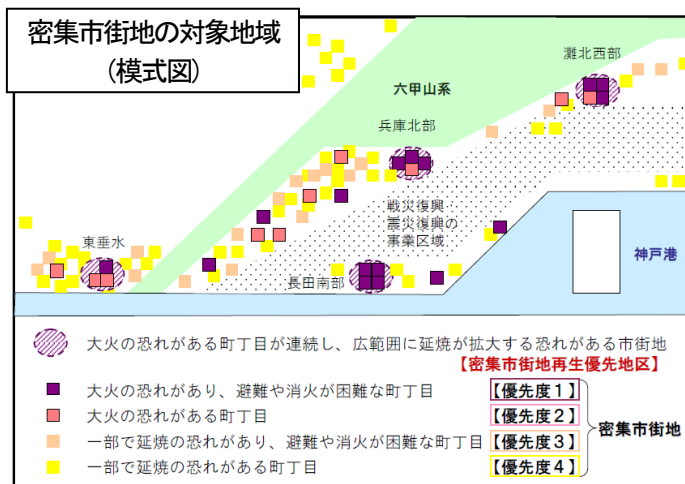 密集市街地の対象地域
(模式図)
灘北西部
六甲山系
兵庫北部
戦災復興
震災復興の
事業区域
東垂水
神戸港
長田南部
大火の恐れがある町丁目が連続し、広範囲に延焼が拡大する恐れがある市街地
【密集市街地再生優先地区】
大火の恐れがあり、避難や消火が困難な町丁目 【優先度1】
大火の恐れがある町丁目 【優先度2】
密集市街地
一部で延焼の恐れがあり、避難や消火が困難な町丁目 【優先度3】
一部で延焼の恐れがある町丁目 【優先度4】